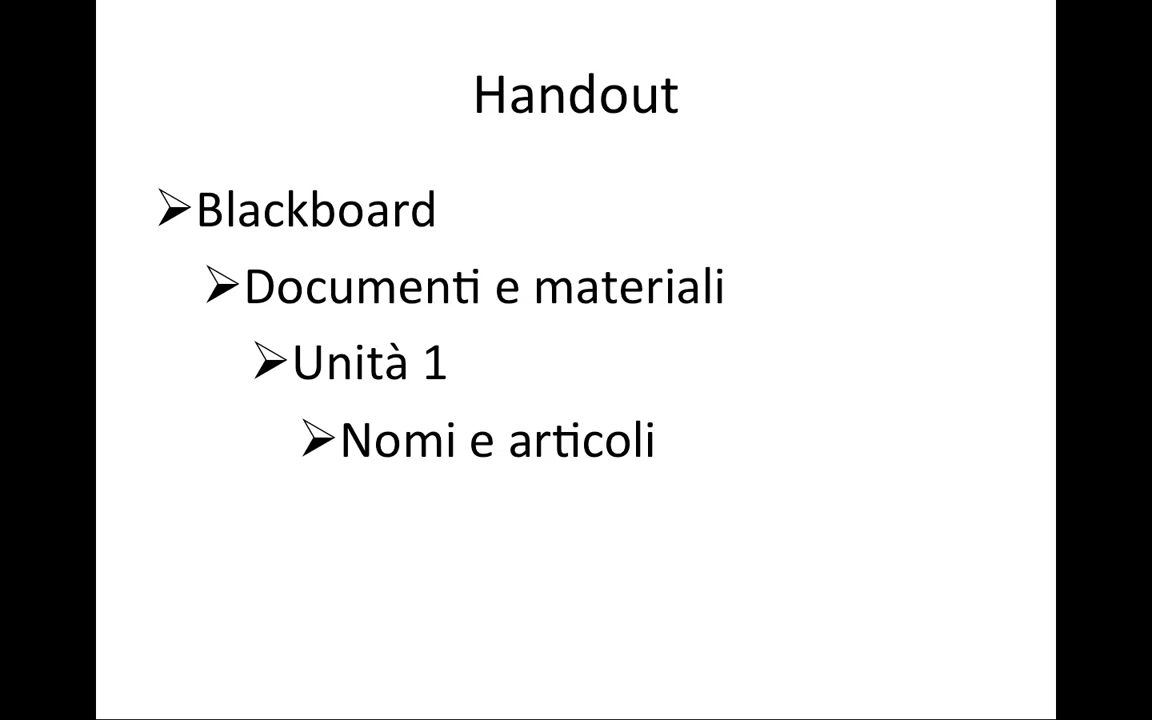 Handout
Blackboard
Documenti e materiali
Unità 1
Nomi e articoli